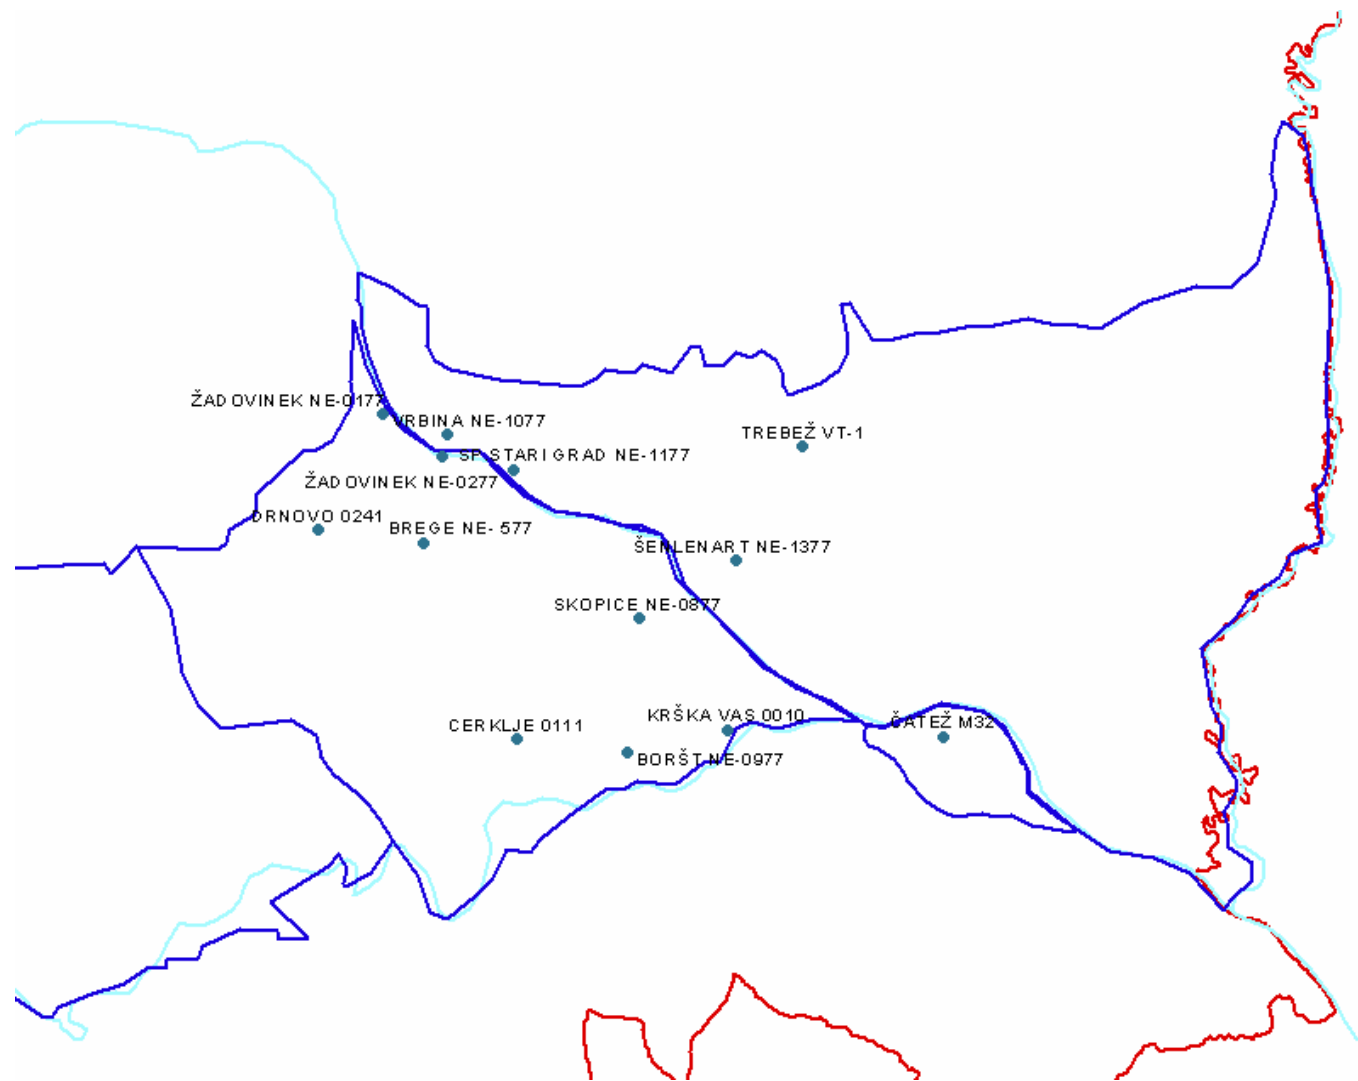 ŽADOVINEK NE-0177
VRBINA NE-1077
TREBEŽ VT-1
SP.STARI GRAD NE-1177
ŽADOVINEK NE-0277
DRNOVO 0241
BREGE NE- 577
ŠENLENART NE-1377
SKOPICE NE-0877
KRŠKA VAS 0010
ČATEŽ M32
CERKLJE 0111
BORŠT NE-0977